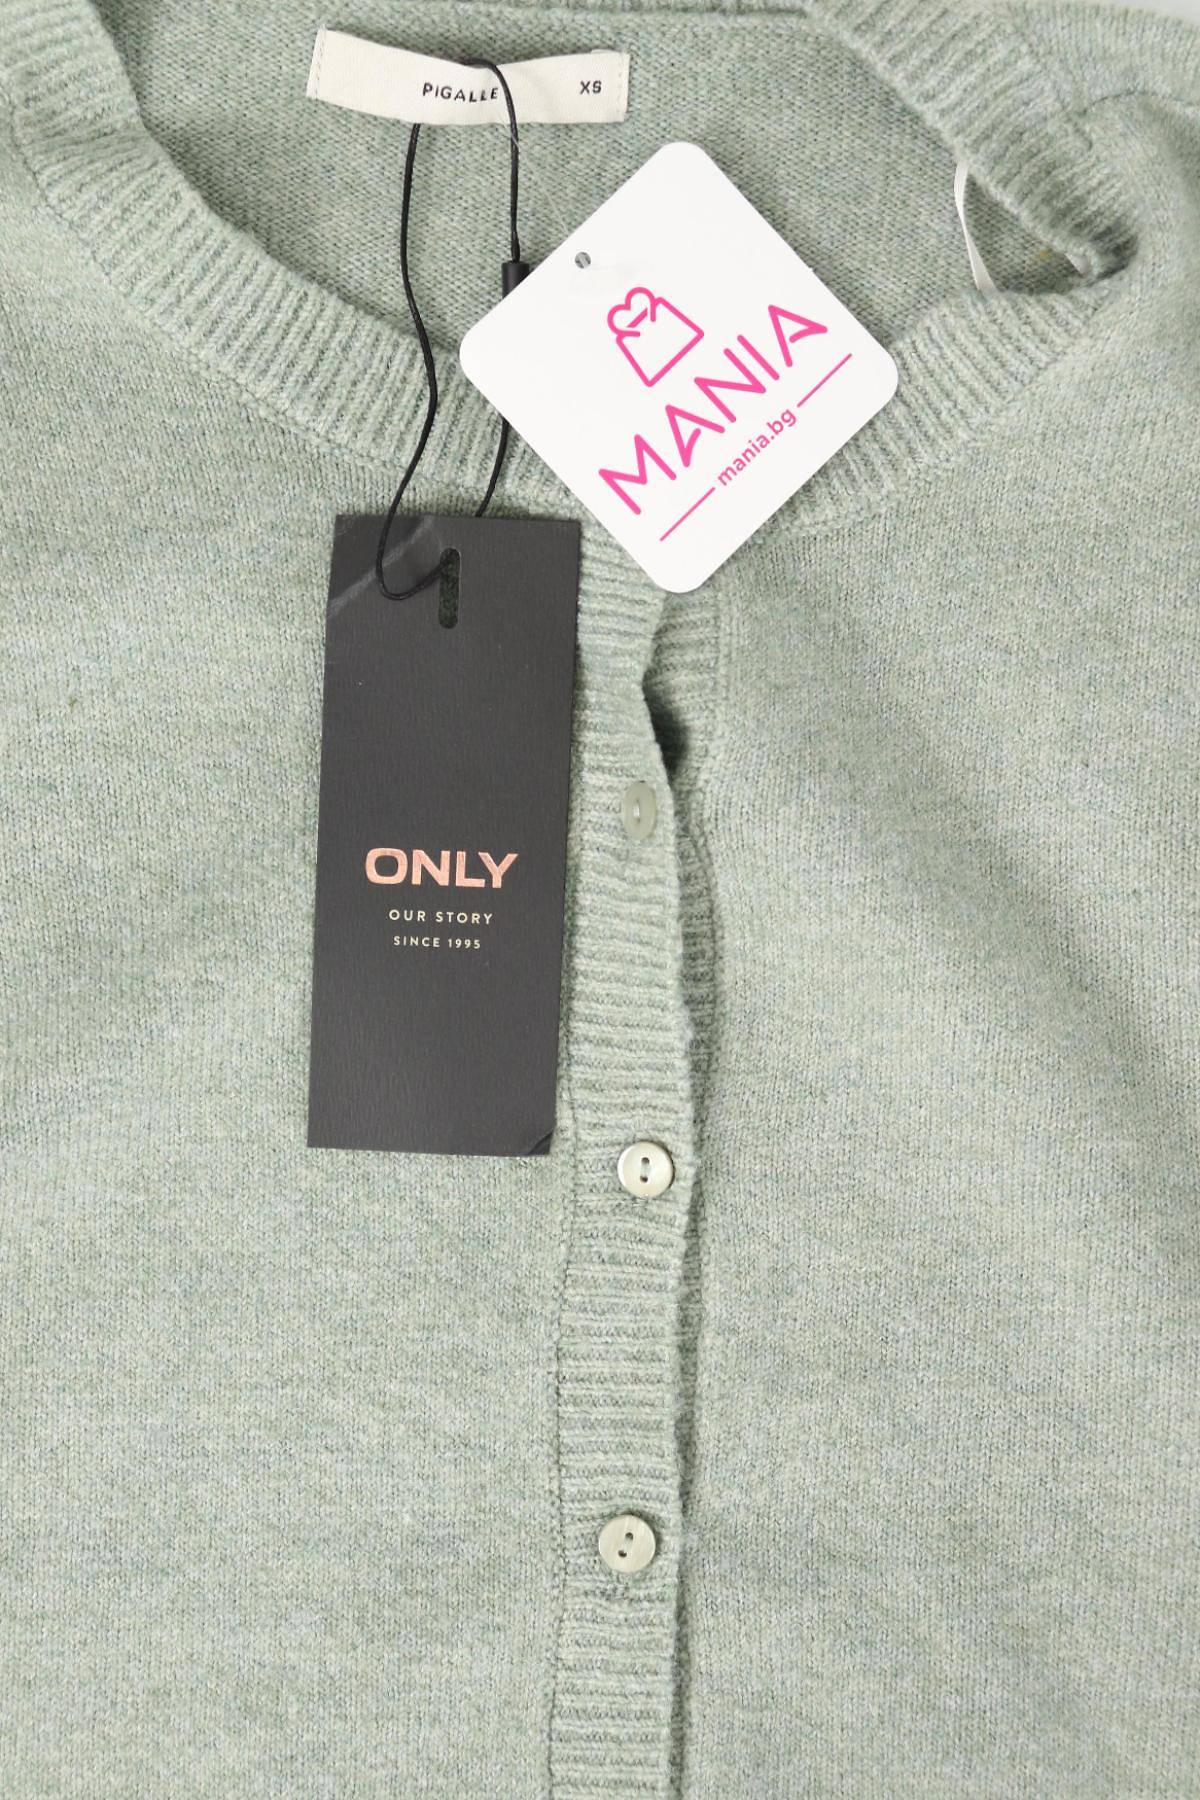 PIGALLE XS
MANIA
mania.bg
ONLY
OUR STORY
SINCE 1995